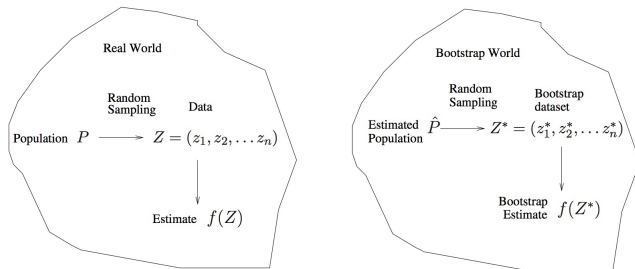 Real World
Random
Sampling
Data
Population P Z = (z₁, z₂, . . . zₙ)
Estimate f(Z)
Bootstrap World
Random
Sampling
Bootstrap
dataset
Estimated
Population
P̂ Z* = (z₁*, z₂*, . . . zₙ*)
Bootstrap
Estimate
f(Z*)